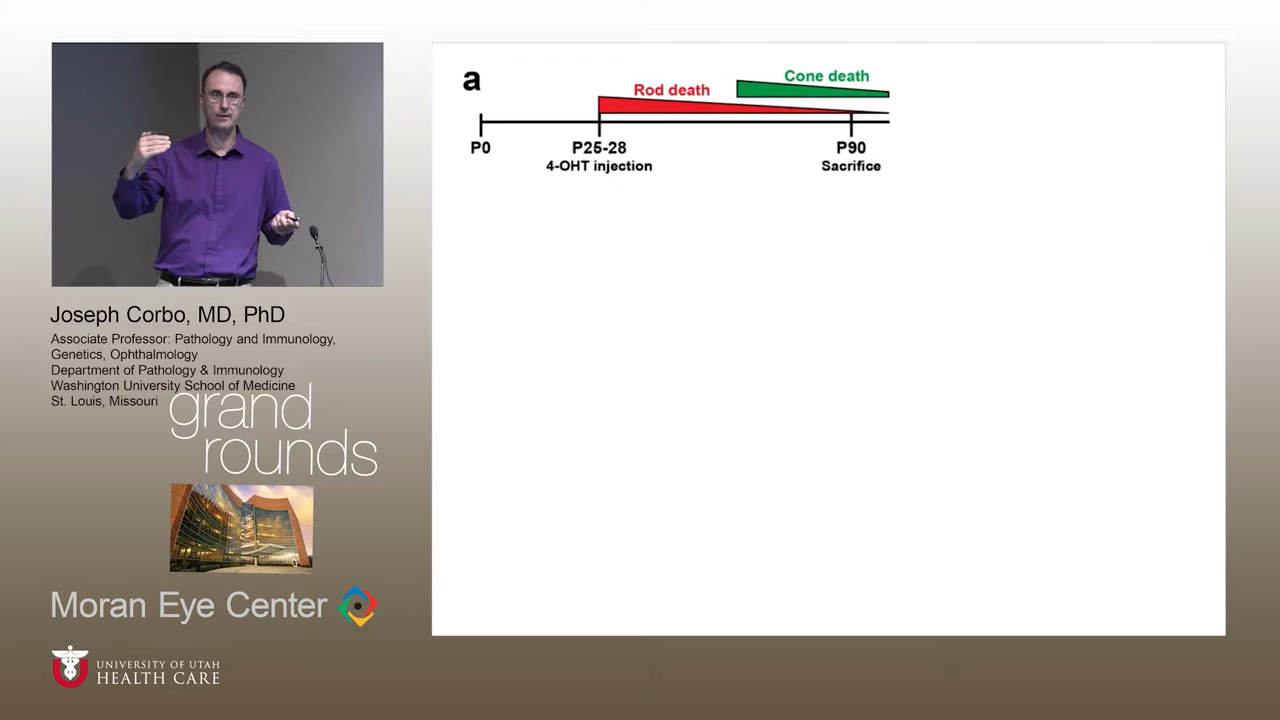 Joseph Corbo, MD, PhD
Associate Professor: Pathology and Immunology,
Genetics, Ophthalmology
Department of Pathology & Immunology
Washington University School of Medicine
St. Louis, Missouri
grand
rounds
Moran Eye Center
UNIVERSITY OF UTAH
HEALTH CARE
a
Cone death
Rod death
P0
P25-28
P90
4-OHT injection
Sacrifice